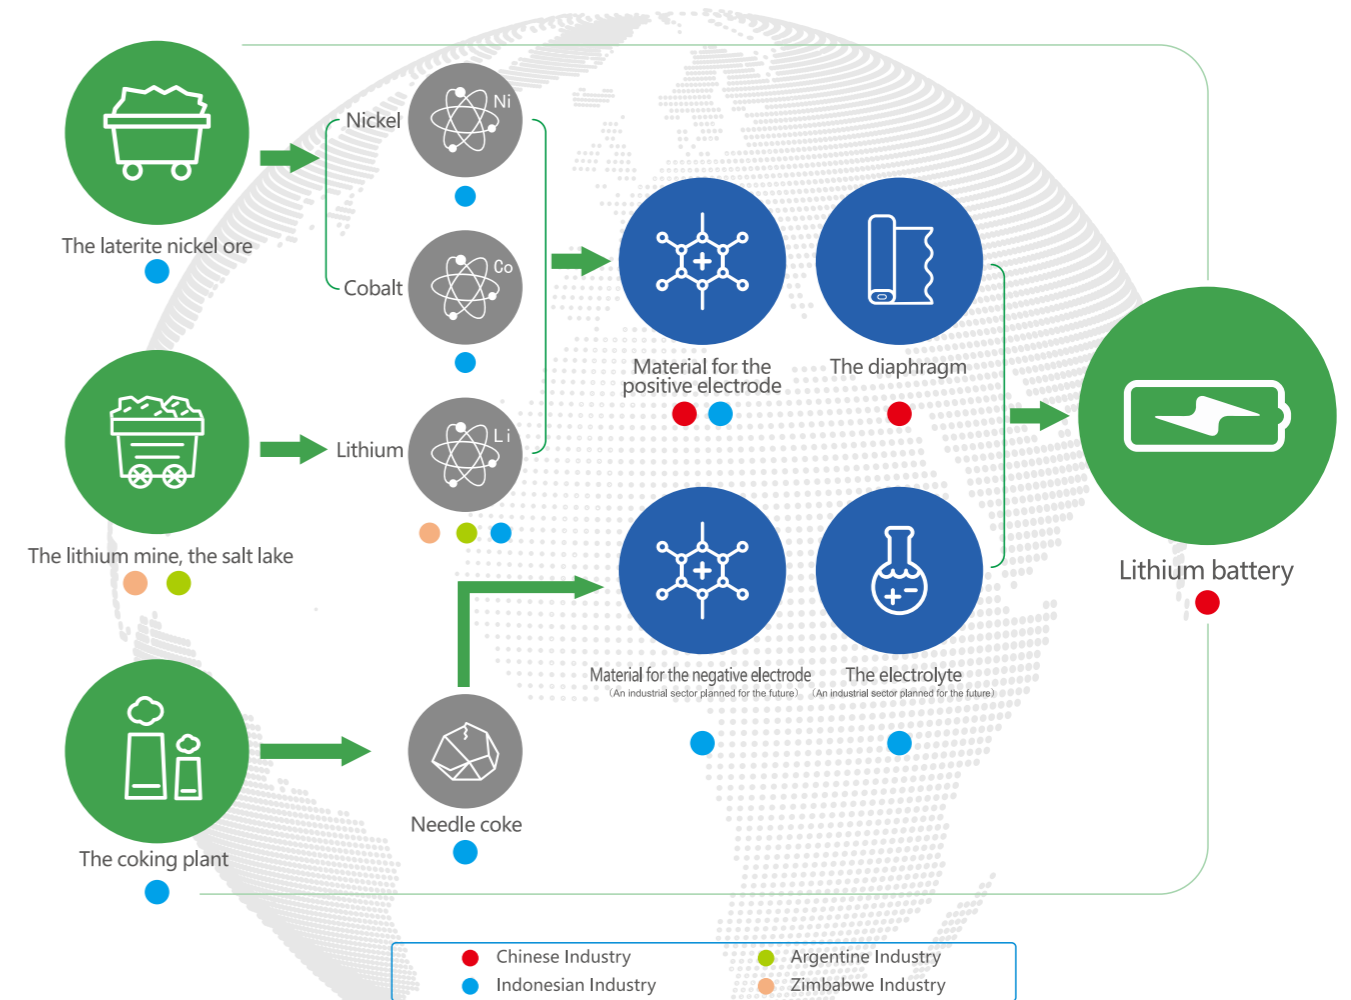 Ni
Nickel
The laterite nickel ore
Co
Cobalt
Material for the
positive electrode
The diaphragm
Li
Lithium
The lithium mine, the salt lake
Lithium battery
Material for the negative electrode
(An industrial sector planned for the future)
The electrolyte
(An industrial sector planned for the future)
Needle coke
The coking plant
Chinese Industry
Argentine Industry
Indonesian Industry
Zimbabwe Industry